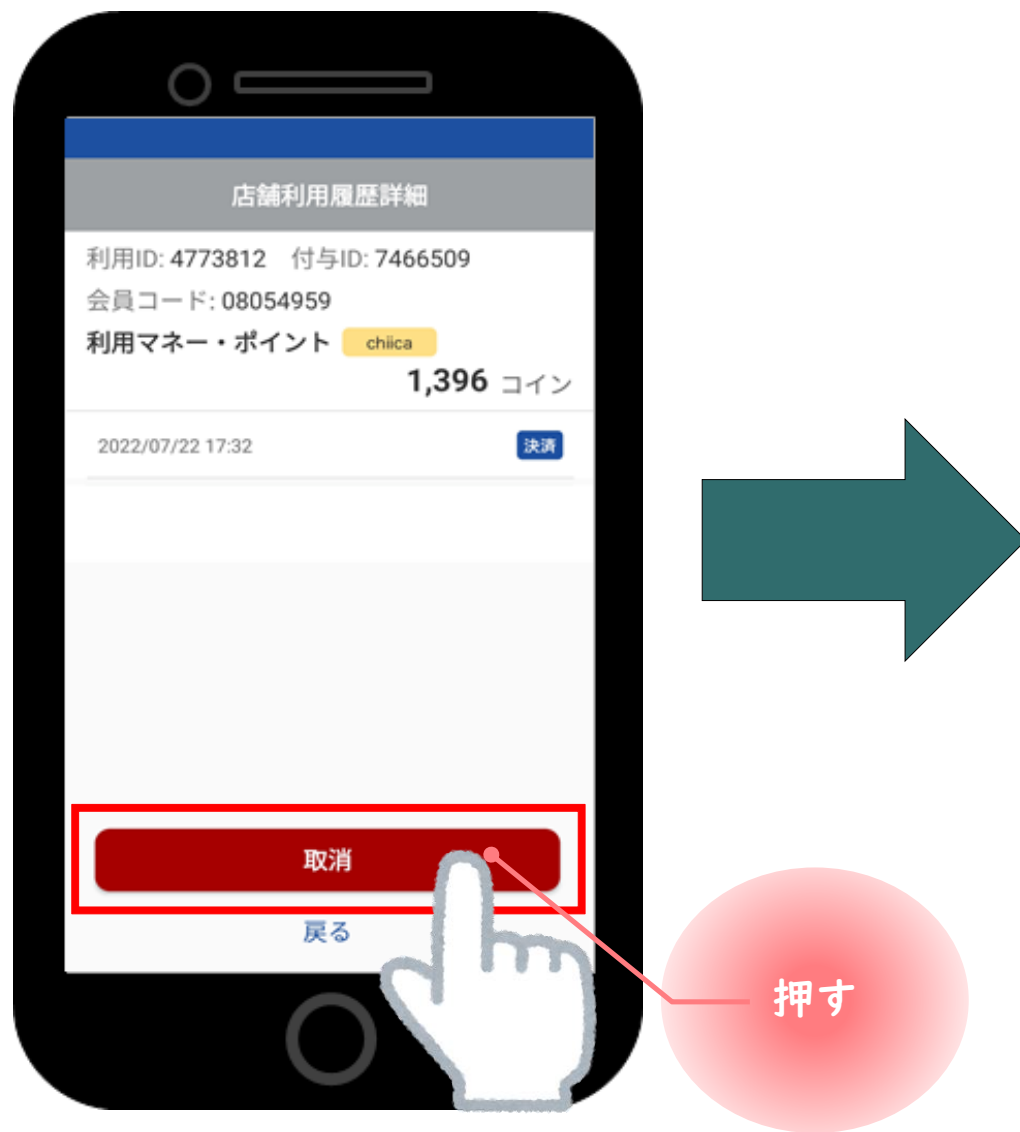 店舗利用履歴詳細
利用ID: 4773812 付与ID: 7466509
会員コード: 08054959
利用マネー・ポイント chiica
1,396 コイン
2022/07/22 17:32 決済
取消
戻る
押す